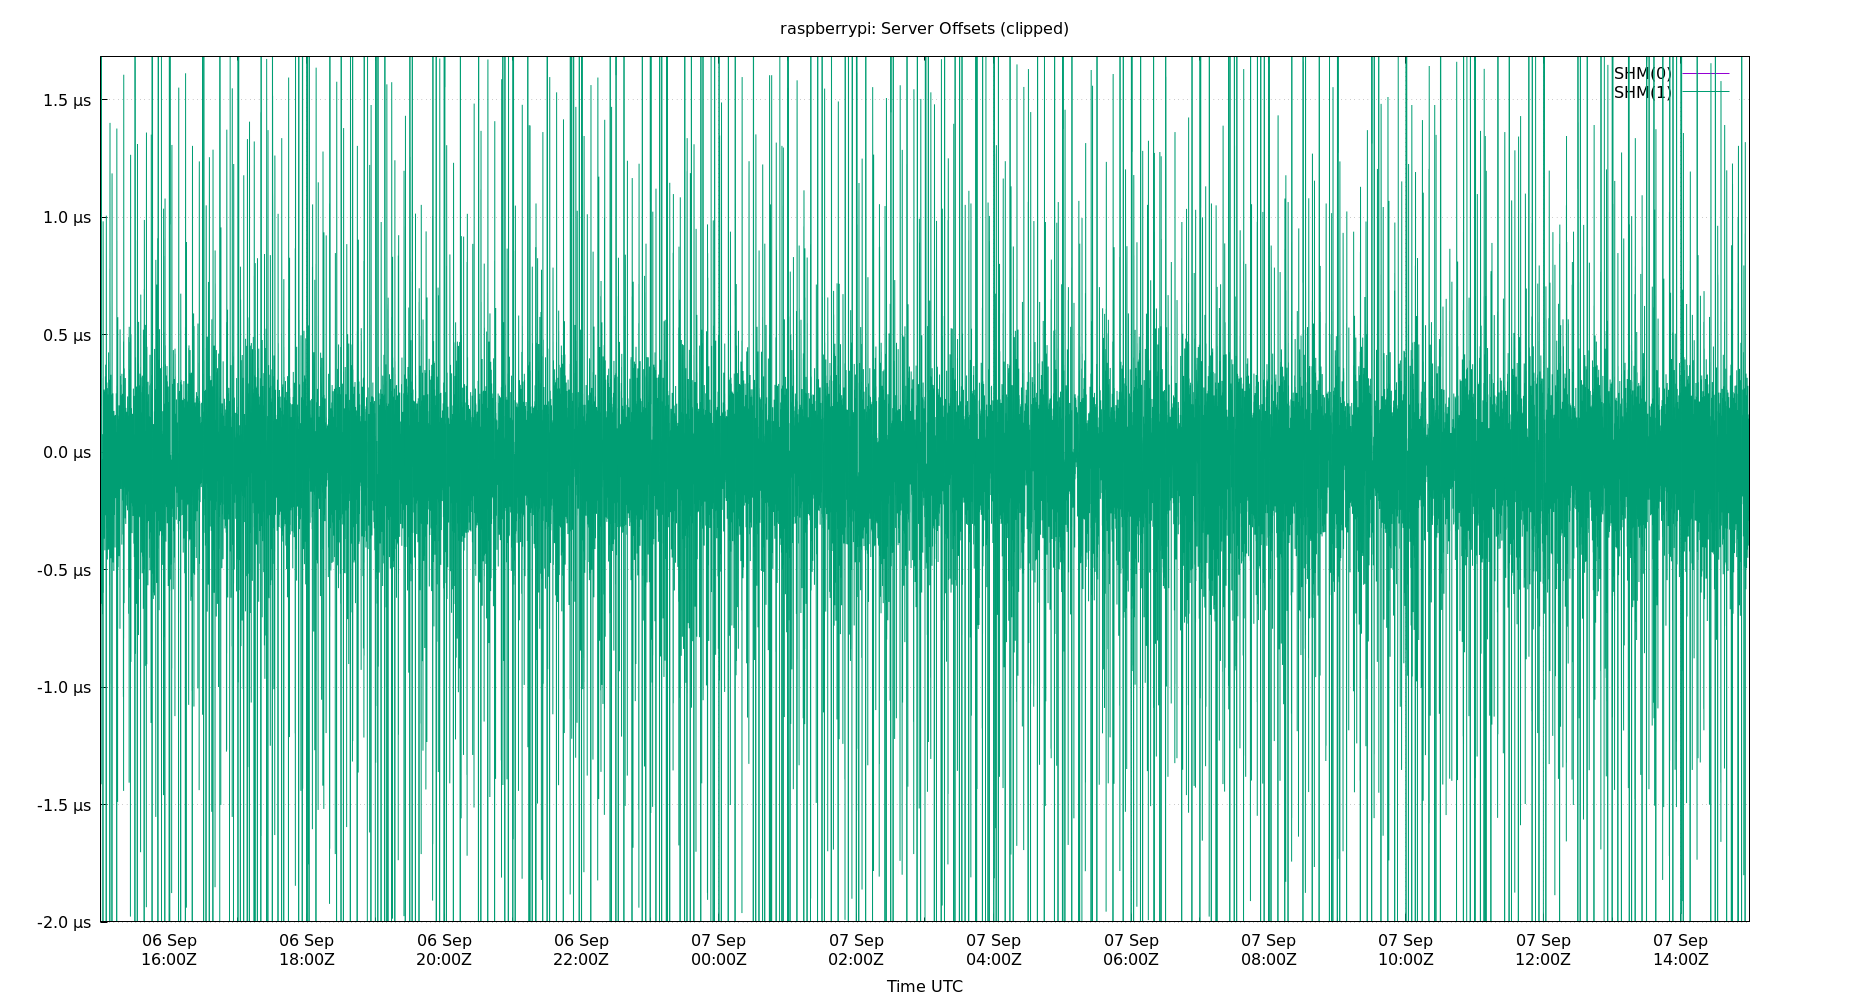 raspberrypi: Server Offsets (clipped)
SHM(0)
SHM(1)
1.5 µs
1.0 µs
0.5 µs
0.0 µs
-0.5 µs
-1.0 µs
-1.5 µs
-2.0 µs
06 Sep 06 Sep 06 Sep 06 Sep 07 Sep 07 Sep 07 Sep 07 Sep 07 Sep 07 Sep 07 Sep 07 Sep
16:00Z 18:00Z 20:00Z 22:00Z 00:00Z 02:00Z 04:00Z 06:00Z 08:00Z 10:00Z 12:00Z 14:00Z
Time UTC